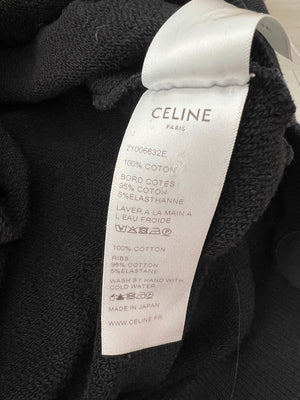 CELINE
PARIS
2Y006632E
100% COTON
BORD COTES
95% COTON
5%ELASTHANNE
LAVER A LA MAIN A
L EAU FROIDE
100% COTTON
RIBS
95% COTTON
5%ELASTANE
WASH BY HAND WITH
COLD WATER
MADE IN JAPAN
WWW.CELINE.FR